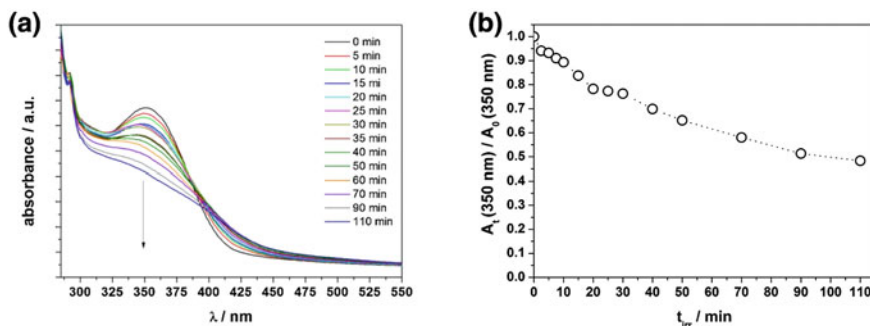 (a)
absorbance / a.u.
0 min
5 min
10 min
15 mi
20 min
25 min
30 min
35 min
40 min
50 min
60 min
70 min
90 min
110 min
300 325 350 375 400 425 450 475 500 525 550
λ / nm
(b)
A_t (350 nm) / A_0 (350 nm)
1.0
0.9
0.8
0.7
0.6
0.5
0.4
0.3
0.2
0.1
0.0
0 10 20 30 40 50 60 70 80 90 100 110
t_irr / min